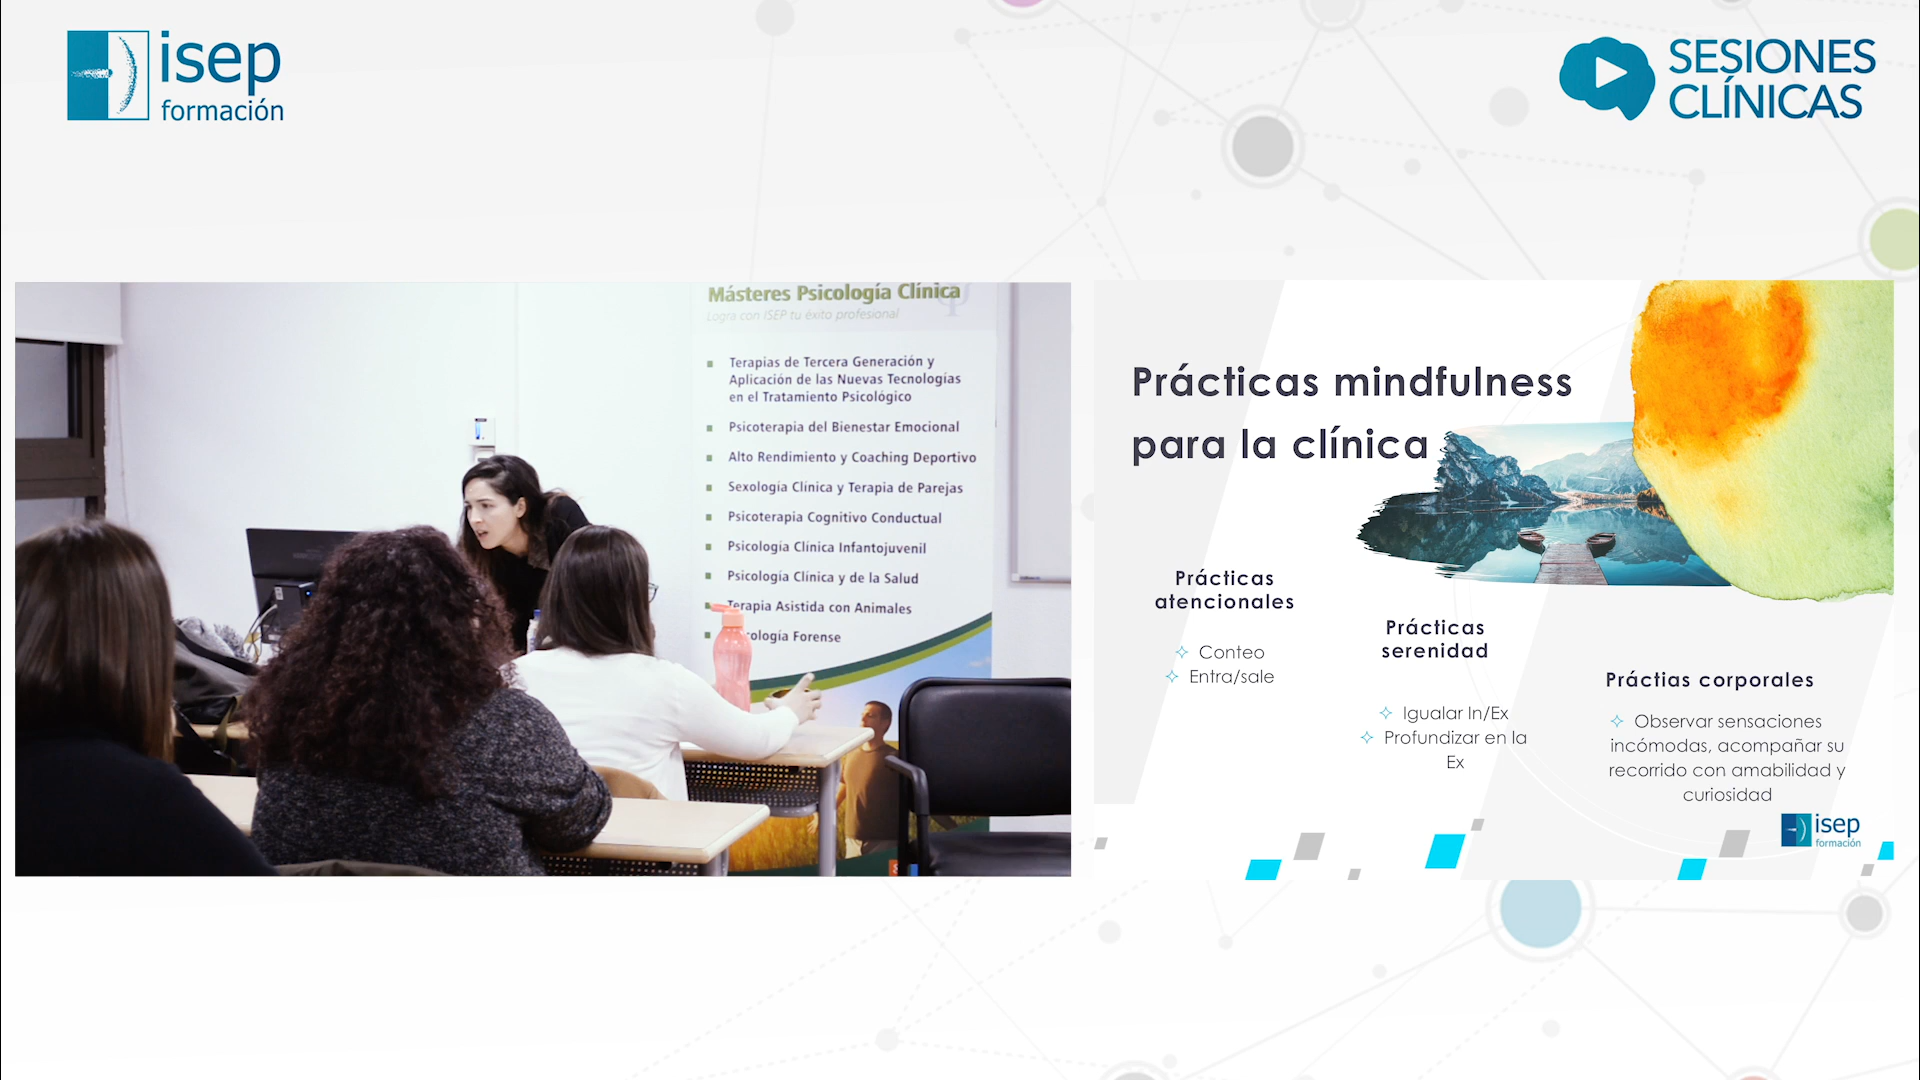 isep
formación
SESIONES
CLÍNICAS
Másteres Psicología Clínica
Logra con ISEP tu éxito profesional
Terapias de Tercera Generación y
Aplicación de las Nuevas Tecnologías
en el Tratamiento Psicológico
Psicoterapia del Bienestar Emocional
Alto Rendimiento y Coaching Deportivo
Sexología Clínica y Terapia de Parejas
Psicoterapia Cognitivo Conductual
Psicología Clínica Infantojuvenil
Psicología Clínica y de la Salud
Terapia Asistida con Animales
ología Forense
Prácticas mindfulness
para la clínica
Prácticas
atencionales
Conteo
Entra/sale
Prácticas
serenidad
Igualar In/Ex
Profundizar en la
Ex
Práctias corporales
Observar sensaciones
incómodas, acompañar su
recorrido con amabilidad y
curiosidad
isep
formación